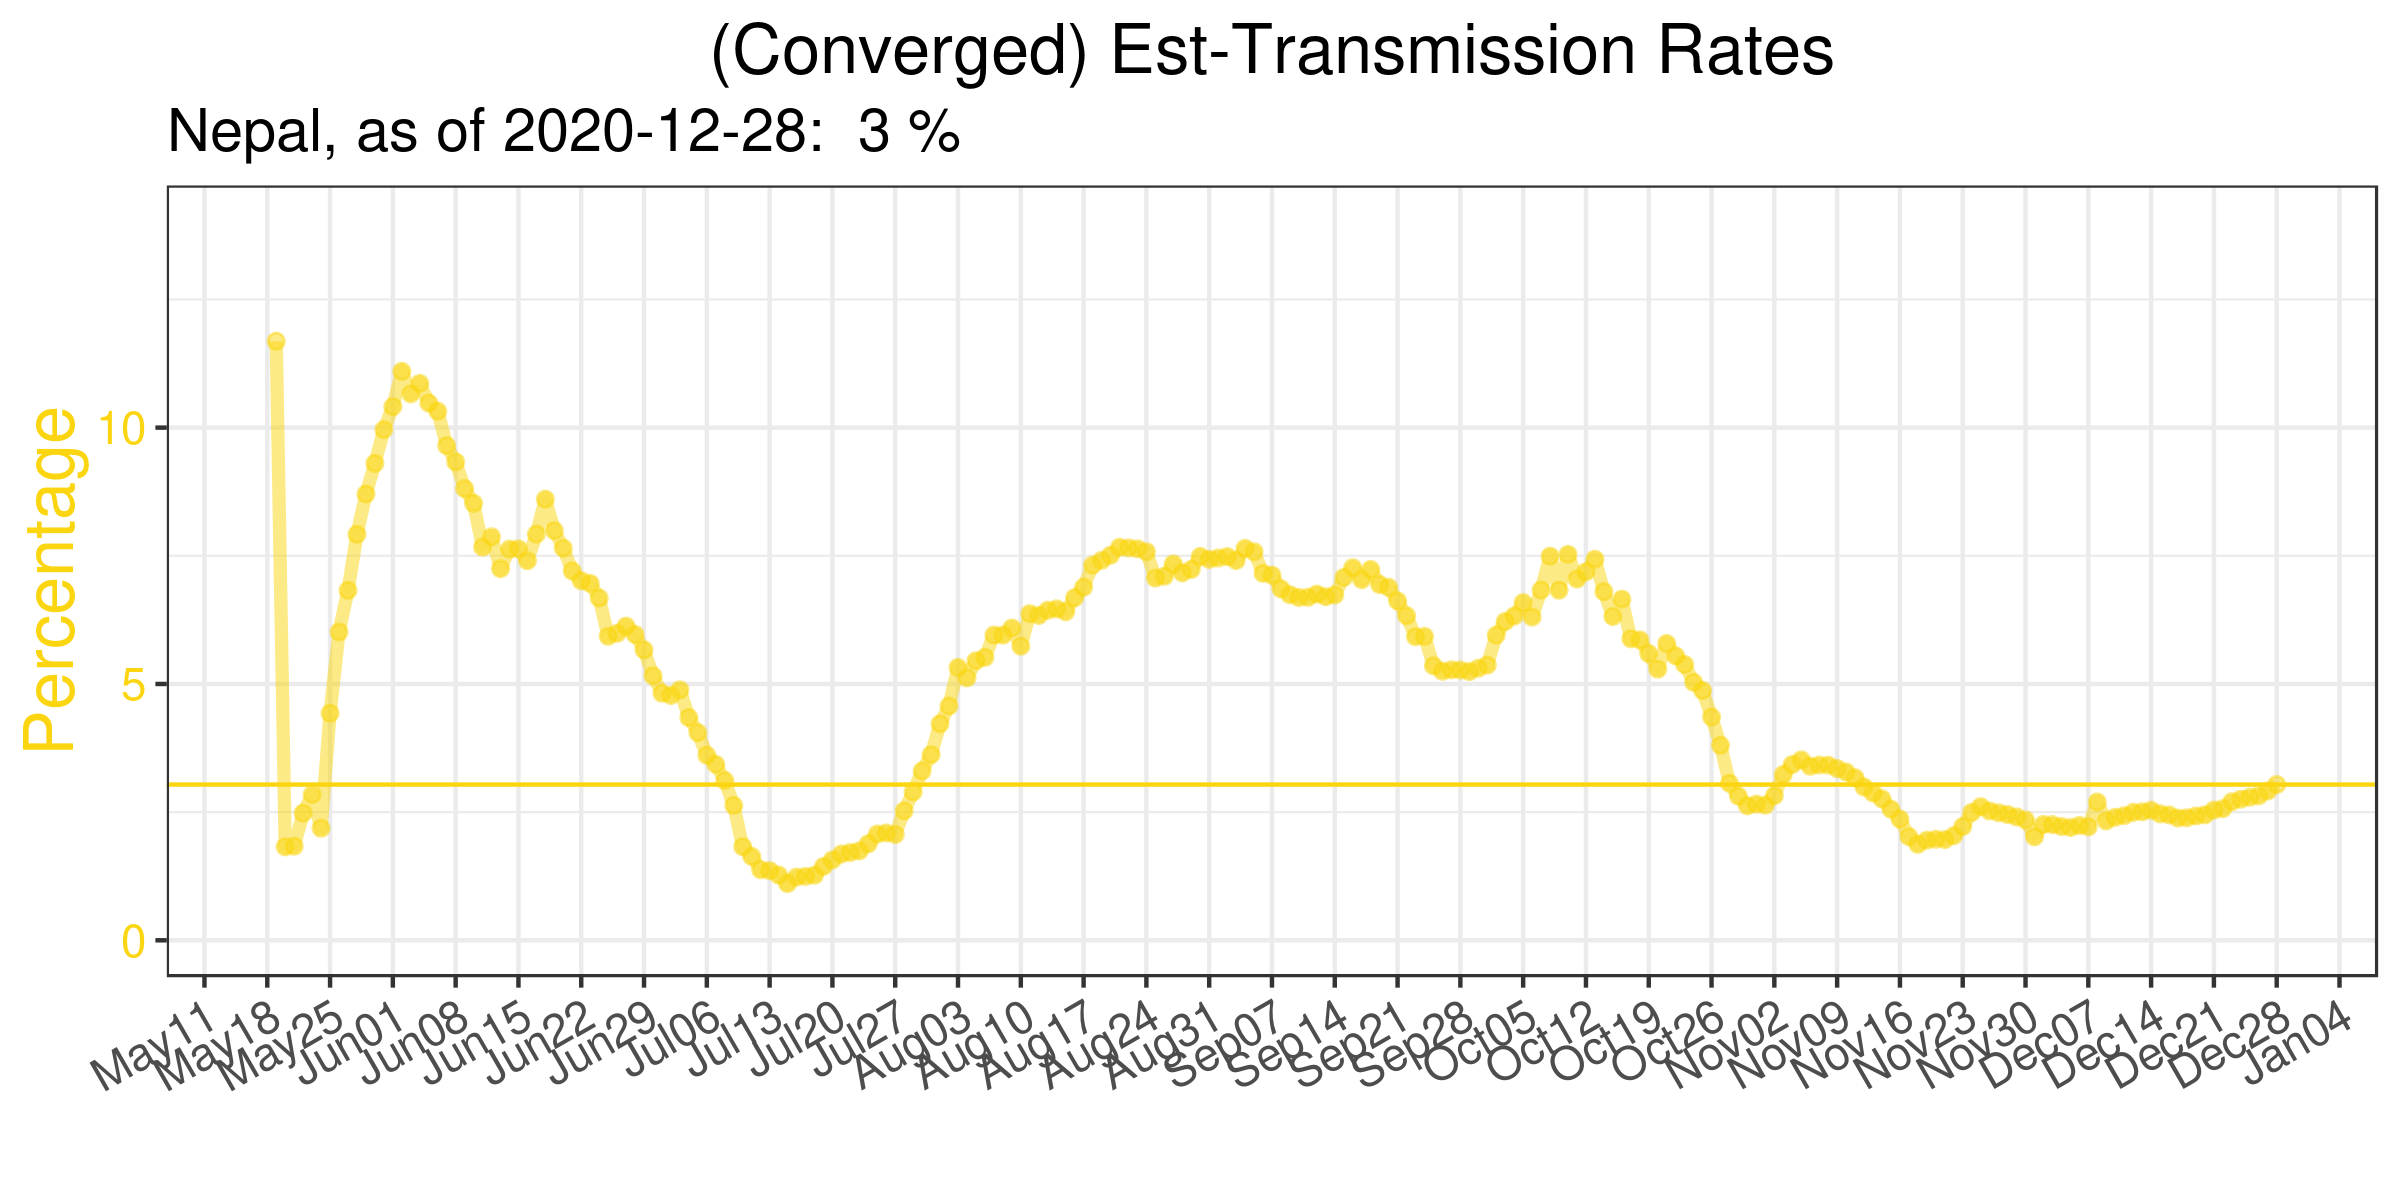 (Converged) Est-Transmission Rates
Nepal, as of 2020-12-28:  3 %
Percentage
10
5
0
May11
May18
May25
Jun01
Jun08
Jun15
Jun22
Jun29
Jul06
Jul13
Jul20
Jul27
Aug03
Aug10
Aug17
Aug24
Aug31
Sep07
Sep14
Sep21
Sep28
Oct05
Oct12
Oct19
Oct26
Nov02
Nov09
Nov16
Nov23
Nov30
Dec07
Dec14
Dec21
Dec28
Jan04